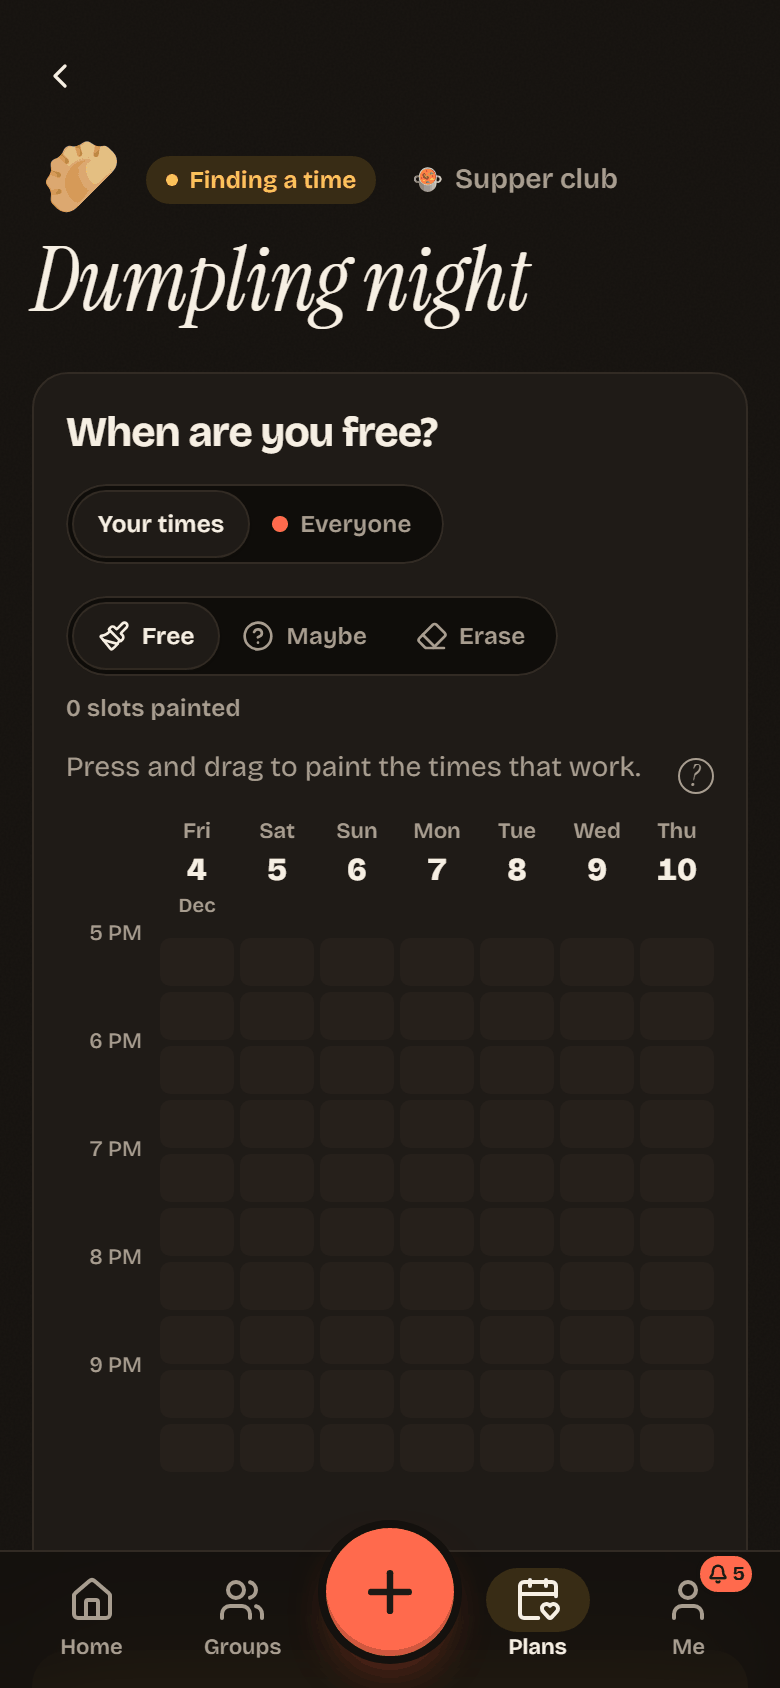 Finding a time
Supper club
Dumpling night
When are you free?
Your times
Everyone
Free
Maybe
Erase
0 slots painted
Press and drag to paint the times that work.
?
Fri Sat Sun Mon Tue Wed Thu
4 5 6 7 8 9 10
Dec
5 PM
6 PM
7 PM
8 PM
9 PM
5
Home Groups Plans Me